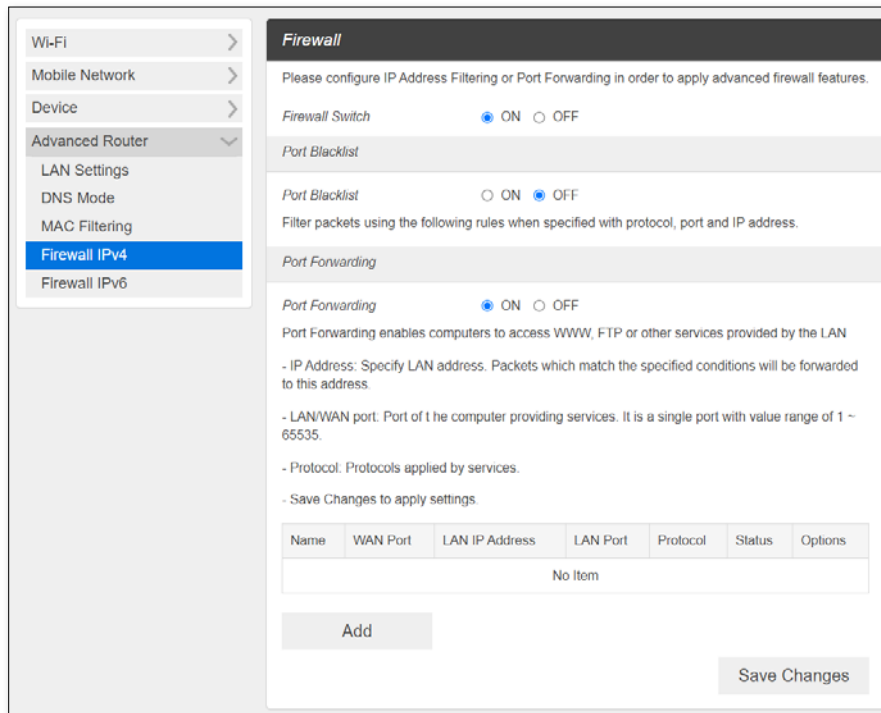 Wi-Fi
Mobile Network
Device
Advanced Router
LAN Settings
DNS Mode
MAC Filtering
Firewall IPv4
Firewall IPv6
Firewall
Please configure IP Address Filtering or Port Forwarding in order to apply advanced firewall features.
Firewall Switch ON OFF
Port Blacklist
Port Blacklist ON OFF
Filter packets using the following rules when specified with protocol, port and IP address.
Port Forwarding
Port Forwarding ON OFF
Port Forwarding enables computers to access WWW, FTP or other services provided by the LAN
- IP Address: Specify LAN address. Packets which match the specified conditions will be forwarded
to this address.
- LAN/WAN port: Port of t he computer providing services. It is a single port with value range of 1 ~
65535.
- Protocol: Protocols applied by services.
- Save Changes to apply settings.
Name WAN Port LAN IP Address LAN Port Protocol Status Options
No Item
Add
Save Changes